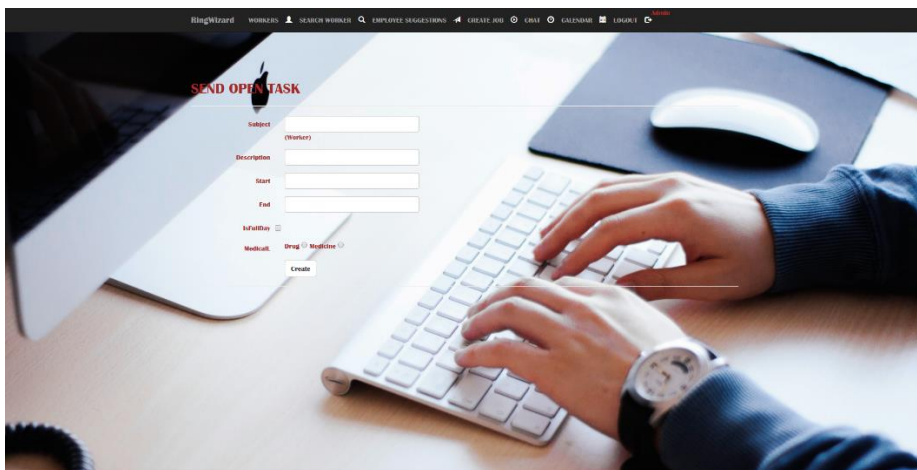 RingWizard WORKERS SEARCH WORKER EMPLOYEE SUGGESTIONS CREATE JOB CHAT CALENDAR LOGOUT Admin
SEND OPEN TASK
Subject
(Worker)
Description
Start
End
IsFullDay
MedicalL Drug Medicine
Create